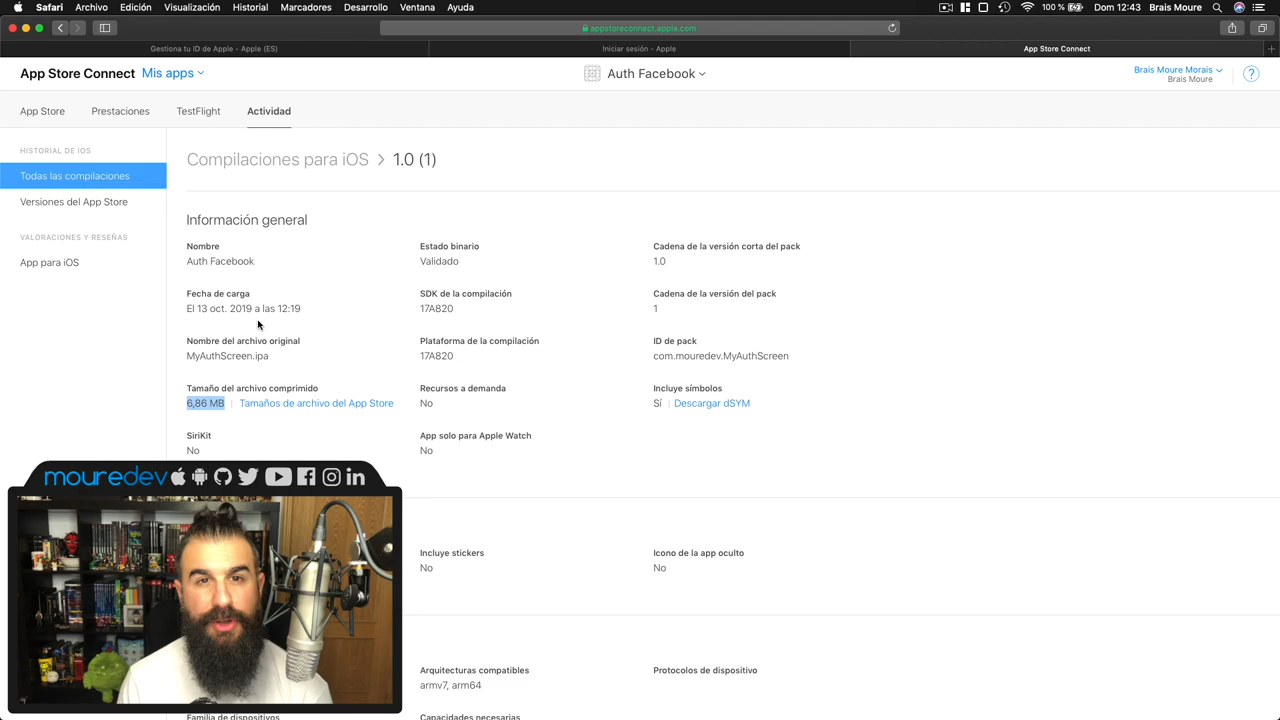 Safari Archivo Edición Visualización Historial Marcadores Desarrollo Ventana Ayuda Brais Moure
appstoreconnect.apple.com
Gestiona tu ID de Apple - Apple (ES) Iniciar sesión - Apple App Store Connect
App Store Connect Mis apps Auth Facebook Brais Moure Morais
Brais Moure
?
App Store Prestaciones TestFlight Actividad
HISTORIAL DE IOS
Todas las compilaciones
Versiones del App Store
VALORACIONES Y RESEÑAS
App para iOS
Compilaciones para iOS > 1.0 (1)
Información general
Nombre Estado binario Cadena de la versión corta del pack
Auth Facebook Validado 1.0
Fecha de carga SDK de la compilación Cadena de la versión del pack
El 13 oct. 2019 a las 12:19 17A820 1
Nombre del archivo original Plataforma de la compilación ID de pack
MyAuthScreen.ipa 17A820 com.mouredev.MyAuthScreen
Tamaño del archivo comprimido Recursos a demanda Incluye símbolos
6,86 MB | Tamaños de archivo del App Store No Sí | Descargar dSYM
SiriKit App solo para Apple Watch
No No
mouredev
Incluye stickers Icono de la app oculto
No No
Arquitecturas compatibles Protocolos de dispositivo
armv7, arm64
Familia de dispositivos Capacidades necesarias